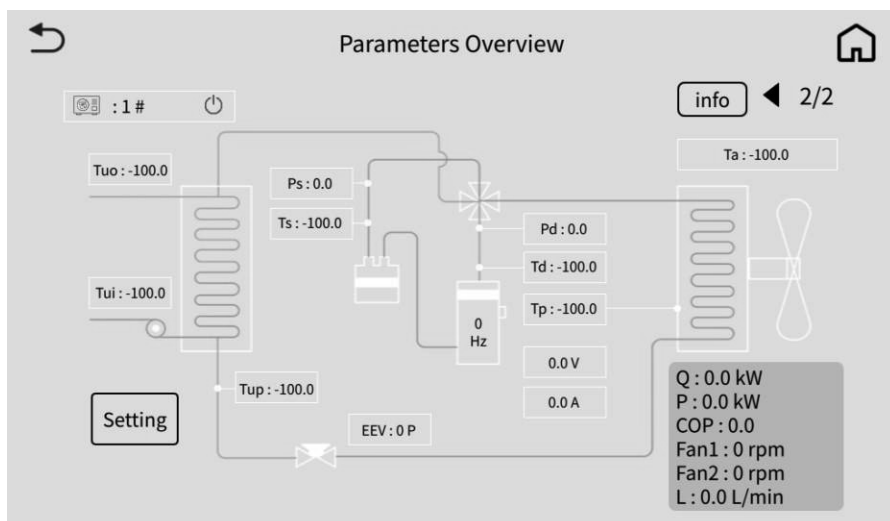 Parameters Overview
: 1 #
info
2/2
Tuo : -100.0
Ps : 0.0
Ta : -100.0
Ts : -100.0
Pd : 0.0
Td : -100.0
Tui : -100.0
Tp : -100.0
0
Hz
0.0 V
Q : 0.0 kW
P : 0.0 kW
Tup : -100.0
0.0 A
Setting
EEV : 0 P
COP : 0.0
Fan1 : 0 rpm
Fan2 : 0 rpm
L : 0.0 L/min